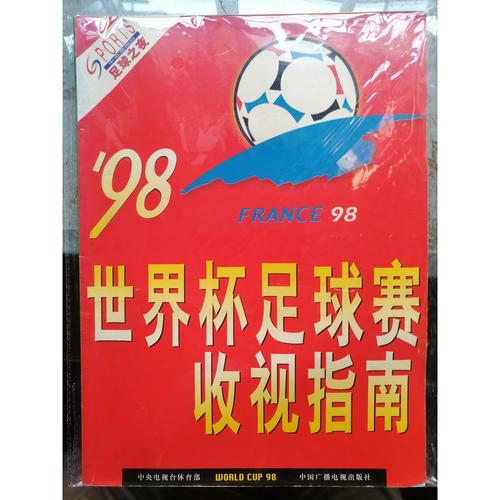 SPORTS
足球之夜
'98
FRANCE 98
世界杯足球赛
收视指南
中央电视台体育部 WORLD CUP 98 中国广播电视出版社